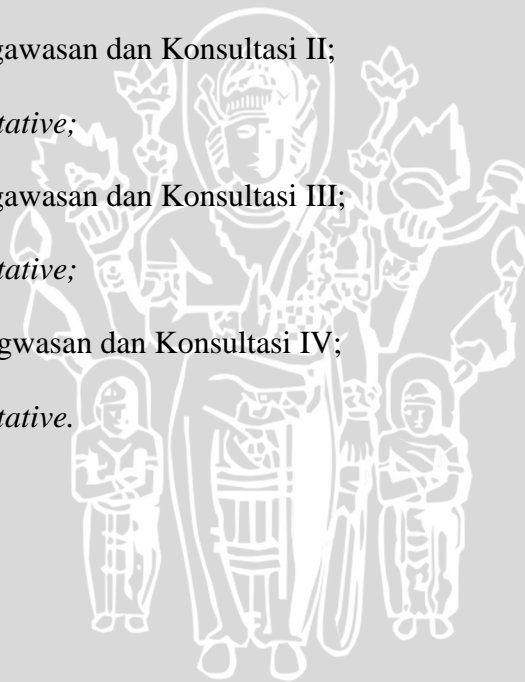 gawasan dan Konsultasi II;
tative;
gawasan dan Konsultasi III;
tative;
gwasan dan Konsultasi IV;
tative.